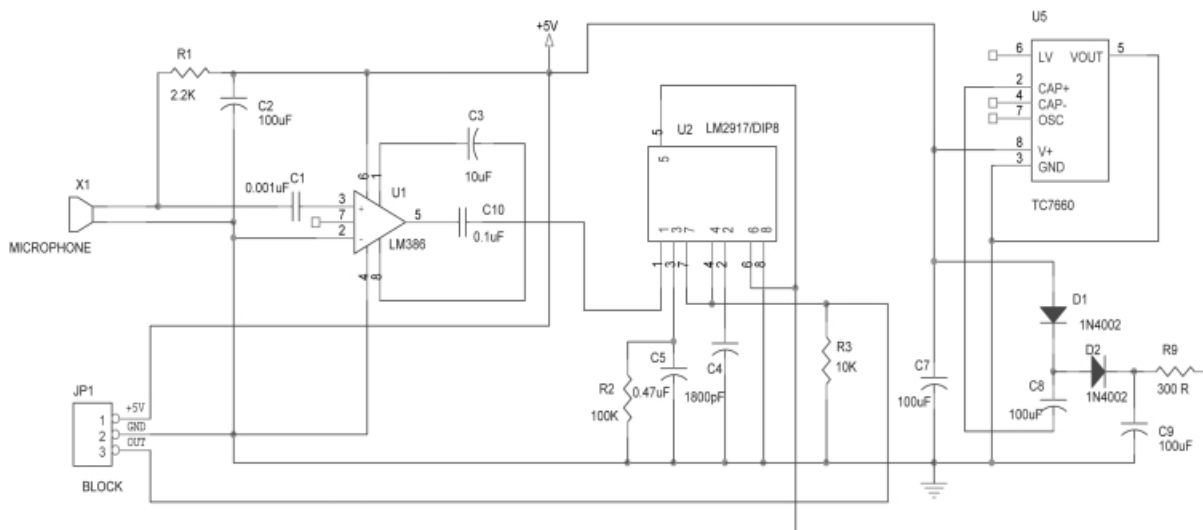 U5
+5V
6 LV VOUT 5
2 CAP+
4 CAP-
7 OSC
8 V+
3 GND
TC7660
R1
2.2K
C2
100uF
C3
10uF
5
U2 LM2917/DIP8
5
1 3 7 4 2 6 8
1 3 7 4 2 6 8
X1
MICROPHONE
C1
0.001uF
6 1
U1
3 +
7
2 -
5
4 8
LM386
C10
0.1uF
D1
1N4002
D2
1N4002
R9
300 R
R3
10K
C7
100uF
C8
100uF
C9
100uF
C5
0.47uF
C4
1800pF
R2
100K
JP1
1 +5V
2 GND
3 OUT
BLOCK